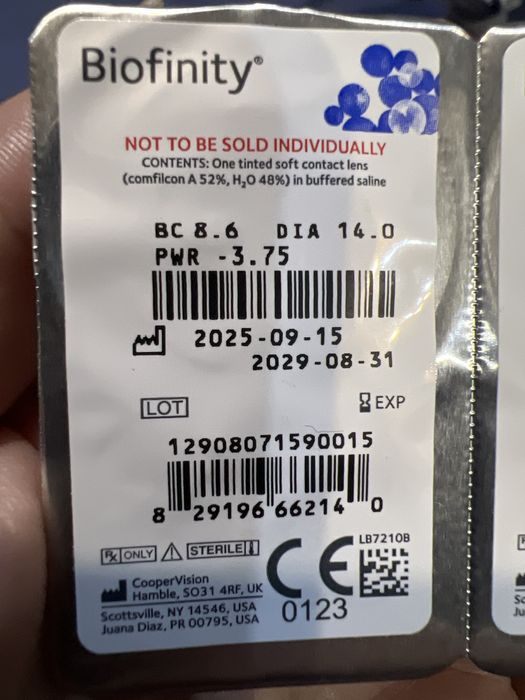 Biofinity®
NOT TO BE SOLD INDIVIDUALLY
CONTENTS: One tinted soft contact lens
(comfilcon A 52%, H₂O 48%) in buffered saline
BC 8.6 DIA 14.0
PWR -3.75
2025-09-15
2029-08-31
LOT EXP
12908071590015
8 29196 66214 0
LB7210B
Rx ONLY STERILE
CE
0123
CooperVision
Hamble, SO31 4RF, UK
Scottsville, NY 14546, USA
Juana Diaz, PR 00795, USA